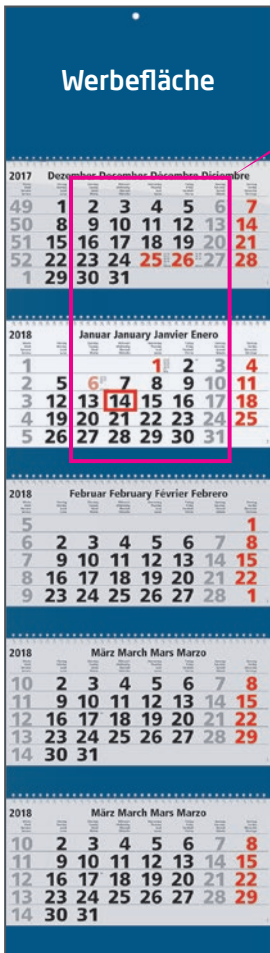 Werbefläche
2017 Dezember December Décembre Diciembre
49 1 2 3 4 5 6 7
50 8 9 10 11 12 13 14
51 15 16 17 18 19 20 21
52 22 23 24 25 26 27 28
1 29 30 31
2018 Januar January Janvier Enero
1 1 2 3 4
2 5 6 7 8 9 10 11
3 12 13 14 15 16 17 18
4 19 20 21 22 23 24 25
5 26 27 28 29 30 31
2018 Februar February Février Febrero
5 1
6 2 3 4 5 6 7 8
7 9 10 11 12 13 14 15
8 16 17 18 19 20 21 22
9 23 24 25 26 27 28 1
2018 März March Mars Marzo
10 2 3 4 5 6 7 8
11 9 10 11 12 13 14 15
12 16 17 18 19 20 21 22
13 23 24 25 26 27 28 29
14 30 31
2018 März March Mars Marzo
10 2 3 4 5 6 7 8
11 9 10 11 12 13 14 15
12 16 17 18 19 20 21 22
13 23 24 25 26 27 28 29
14 30 31